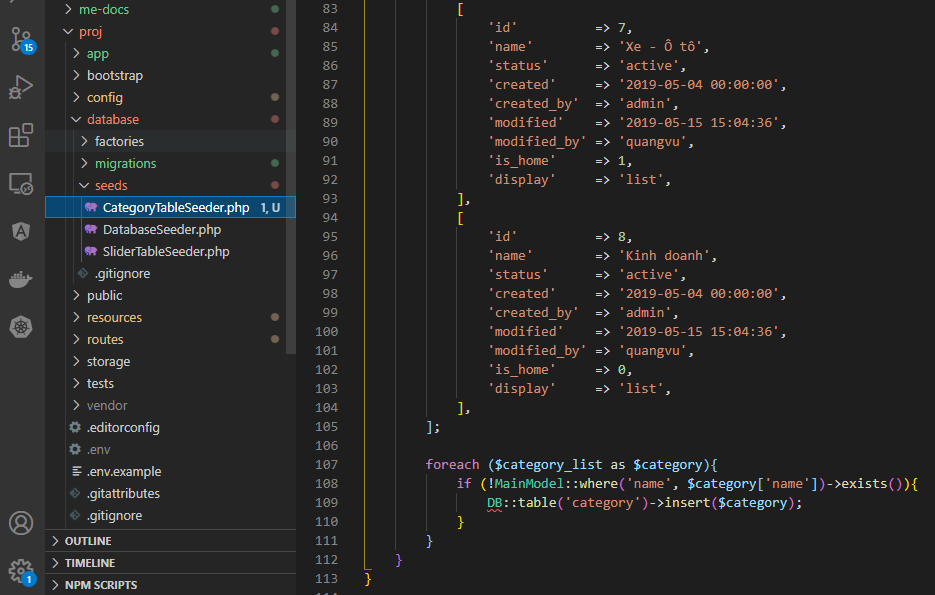 me-docs
proj
app
bootstrap
config
database
factories
migrations
seeds
CategoryTableSeeder.php 1, U
DatabaseSeeder.php
SliderTableSeeder.php
.gitignore
public
resources
routes
storage
tests
vendor
.editorconfig
.env
.env.example
.gitattributes
.gitignore
OUTLINE
TIMELINE
NPM SCRIPTS
15
1
83 [
84 'id' => 7,
85 'name' => 'Xe - Ô tô',
86 'status' => 'active',
87 'created' => '2019-05-04 00:00:00',
88 'created_by' => 'admin',
89 'modified' => '2019-05-15 15:04:36',
90 'modified_by' => 'quangvu',
91 'is_home' => 1,
92 'display' => 'list',
93 ],
94 [
95 'id' => 8,
96 'name' => 'Kinh doanh',
97 'status' => 'active',
98 'created' => '2019-05-04 00:00:00',
99 'created_by' => 'admin',
100 'modified' => '2019-05-15 15:04:36',
101 'modified_by' => 'quangvu',
102 'is_home' => 0,
103 'display' => 'list',
104 ],
105 ];
106
107 foreach ($category_list as $category){
108 if (!MainModel::where('name', $category['name'])->exists()){
109 DB::table('category')->insert($category);
110 }
111 }
112 }
113 }